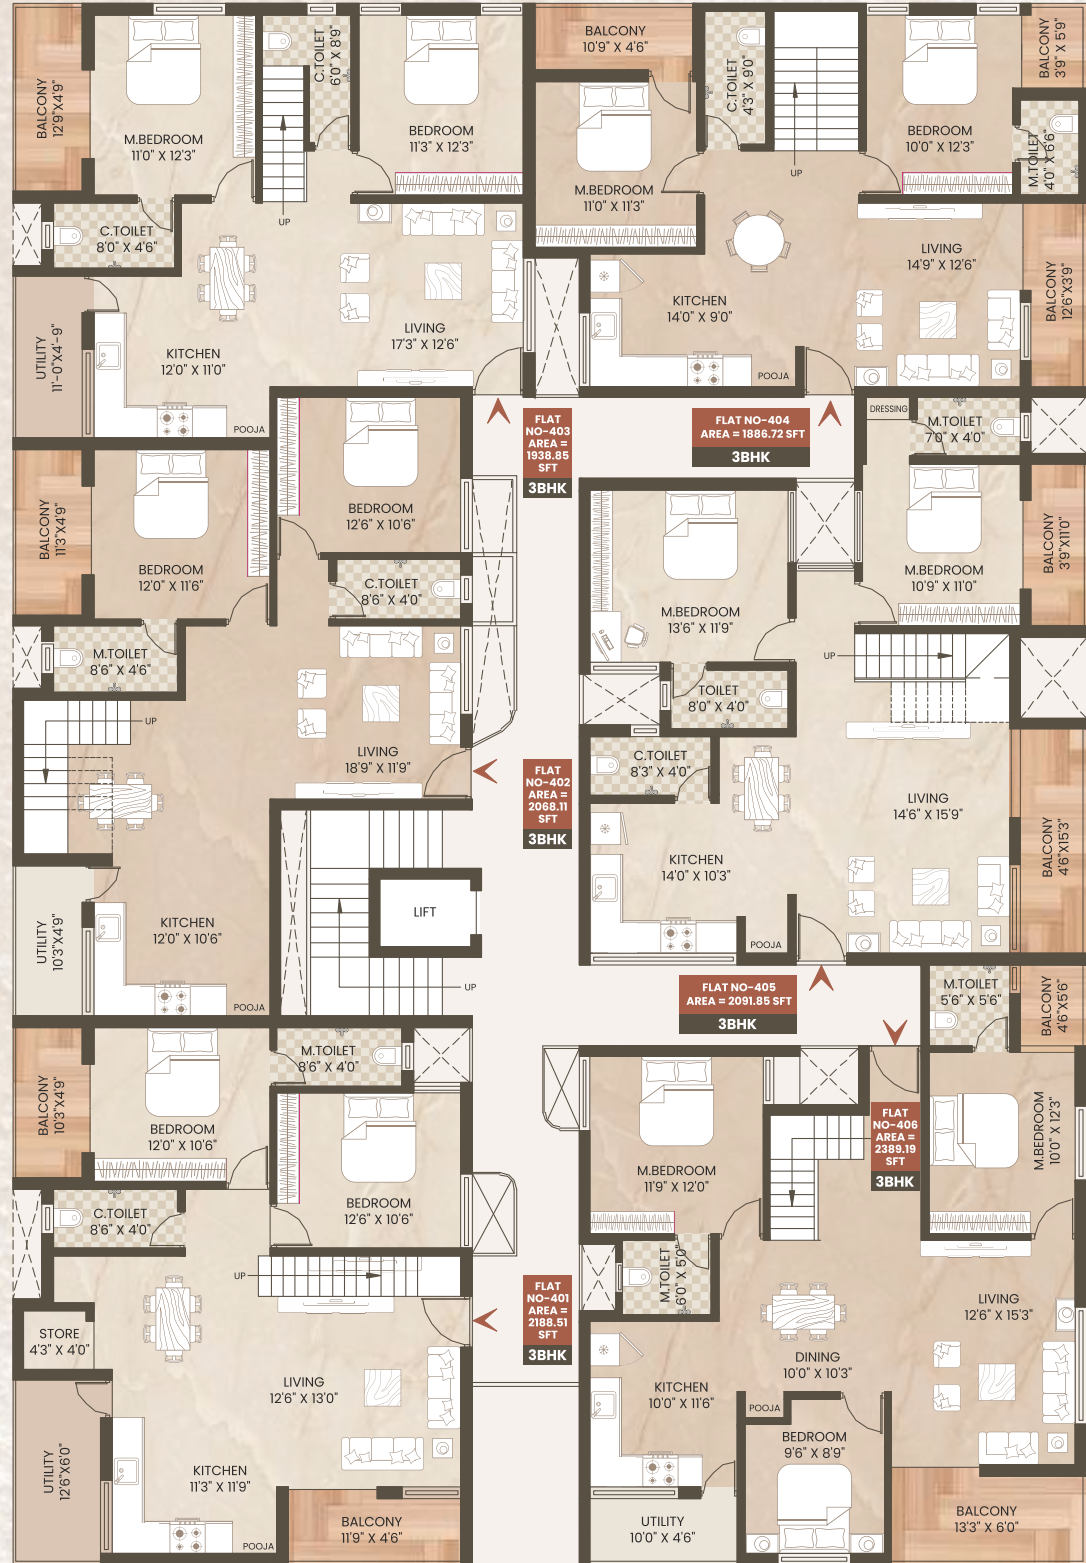 BALCONY
12'9"X4'9"
M.BEDROOM
11'0" X 12'3"
C.TOILET
6'0" X 8'9"
BEDROOM
11'3" X 12'3"
UP
C.TOILET
8'0" X 4'6"
UTILITY
11'-0"X4'-9"
KITCHEN
12'0" X 11'0"
POOJA
LIVING
17'3" X 12'6"
BALCONY
10'9" X 4'6"
C.TOILET
4'3" X 9'0"
UP
BEDROOM
10'0" X 12'3"
BALCONY
3'9" X 5'9"
M.TOILET
4'0" X 6'6"
M.BEDROOM
11'0" X 11'3"
KITCHEN
14'0" X 9'0"
POOJA
LIVING
14'9" X 12'6"
BALCONY
12'6"X3'9"
FLAT
NO-403
AREA =
1938.85
SFT
3BHK
FLAT NO-404
AREA = 1886.72 SFT
3BHK
DRESSING
M.TOILET
7'0" X 4'0"
BALCONY
11'3"X4'9"
BEDROOM
12'0" X 11'6"
BEDROOM
12'6" X 10'6"
C.TOILET
8'6" X 4'0"
M.TOILET
8'6" X 4'6"
UP
LIVING
18'9" X 11'9"
FLAT
NO-402
AREA =
2068.11
SFT
3BHK
M.BEDROOM
13'6" X 11'9"
M.BEDROOM
10'9" X 11'0"
BALCONY
3'9"X11'0"
UP
TOILET
8'0" X 4'0"
C.TOILET
8'3" X 4'0"
LIVING
14'6" X 15'9"
BALCONY
4'6"X15'3"
KITCHEN
14'0" X 10'3"
POOJA
LIFT
UP
UTILITY
10'3"X4'9"
KITCHEN
12'0" X 10'6"
POOJA
FLAT NO-405
AREA = 2091.85 SFT
3BHK
M.TOILET
5'6" X 5'6"
BALCONY
4'6"X5'6"
BALCONY
10'3"X4'9"
BEDROOM
12'0" X 10'6"
M.TOILET
8'6" X 4'0"
BEDROOM
12'6" X 10'6"
C.TOILET
8'6" X 4'0"
UP
STORE
4'3" X 4'0"
LIVING
12'6" X 13'0"
UTILITY
12'6"X6'0"
KITCHEN
11'3" X 11'9"
POOJA
BALCONY
11'9" X 4'6"
FLAT
NO-401
AREA =
2188.51
SFT
3BHK
M.BEDROOM
11'9" X 12'0"
FLAT
NO-406
AREA =
2389.19
SFT
3BHK
M.BEDROOM
10'0" X 12'3"
M.TOILET
6'0" X 5'0"
LIVING
12'6" X 15'3"
DINING
10'0" X 10'3"
KITCHEN
10'0" X 11'6"
POOJA
BEDROOM
9'6" X 8'9"
UTILITY
10'0" X 4'6"
BALCONY
13'3" X 6'0"